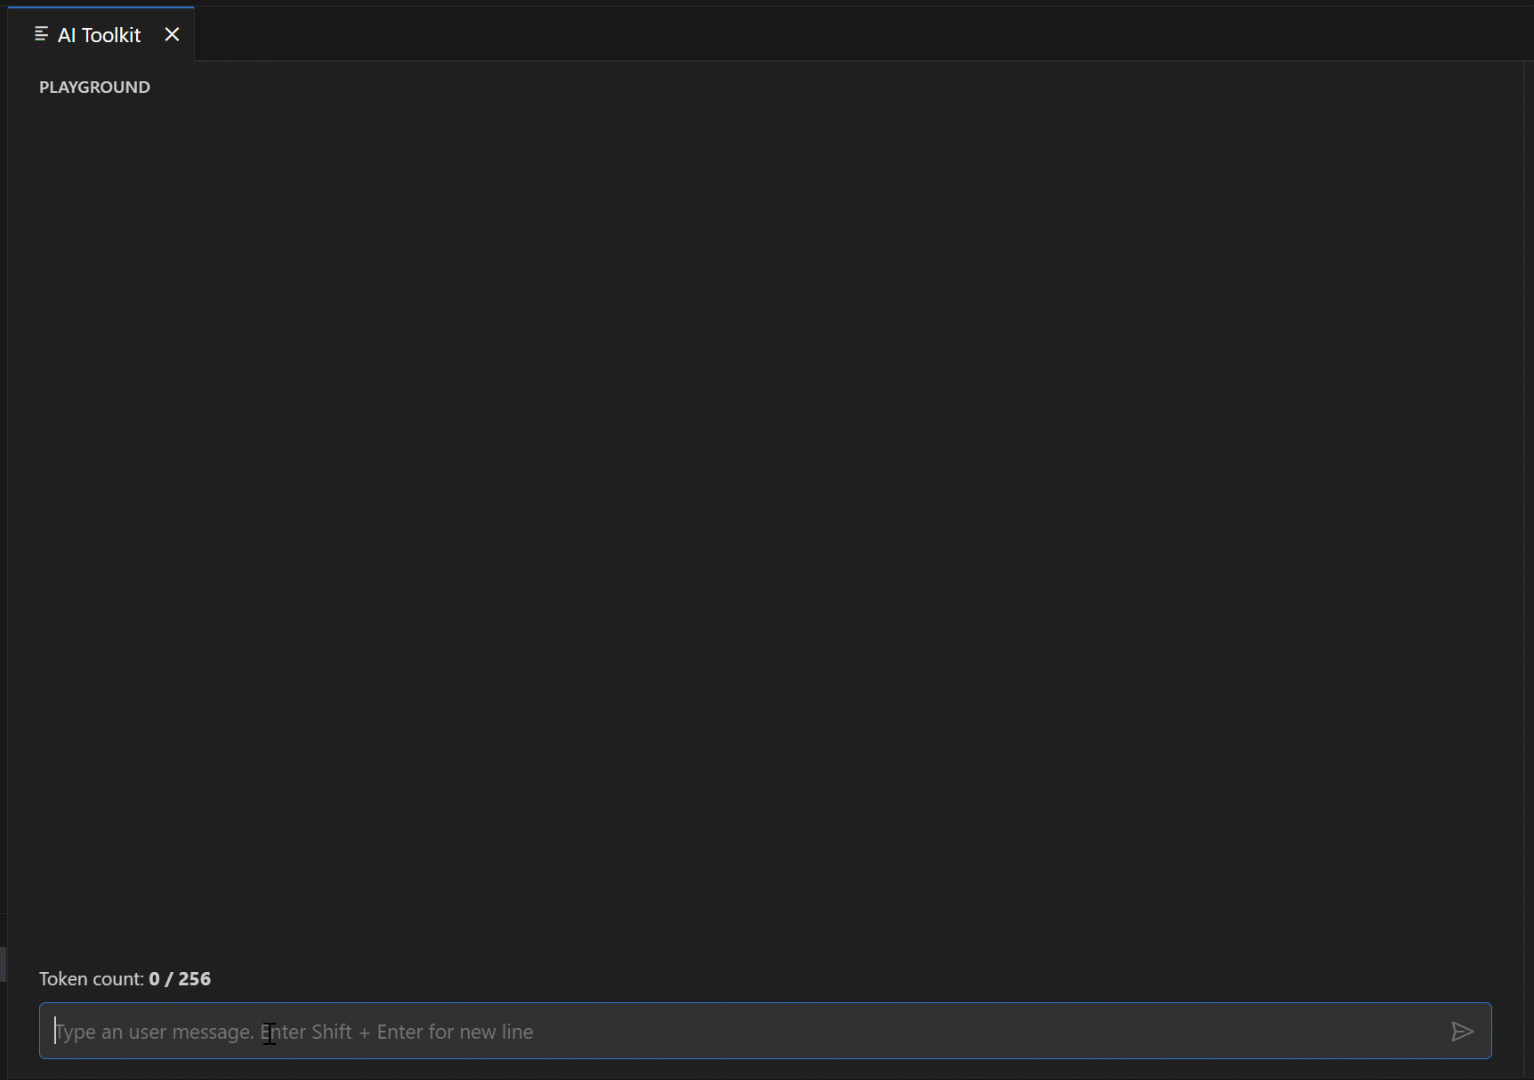 AI Toolkit
PLAYGROUND
Token count: 0 / 256
Type an user message. Enter Shift + Enter for new line